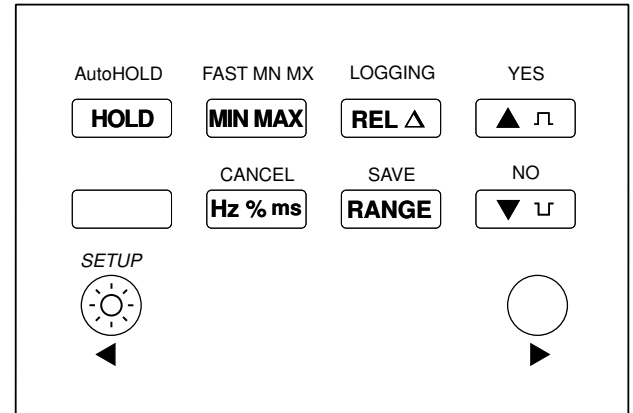 AutoHOLD FAST MN MX LOGGING YES
HOLD MIN MAX REL △ ▲ ⎍
CANCEL SAVE NO
Hz % ms RANGE ▼
SETUP
◀ ▶